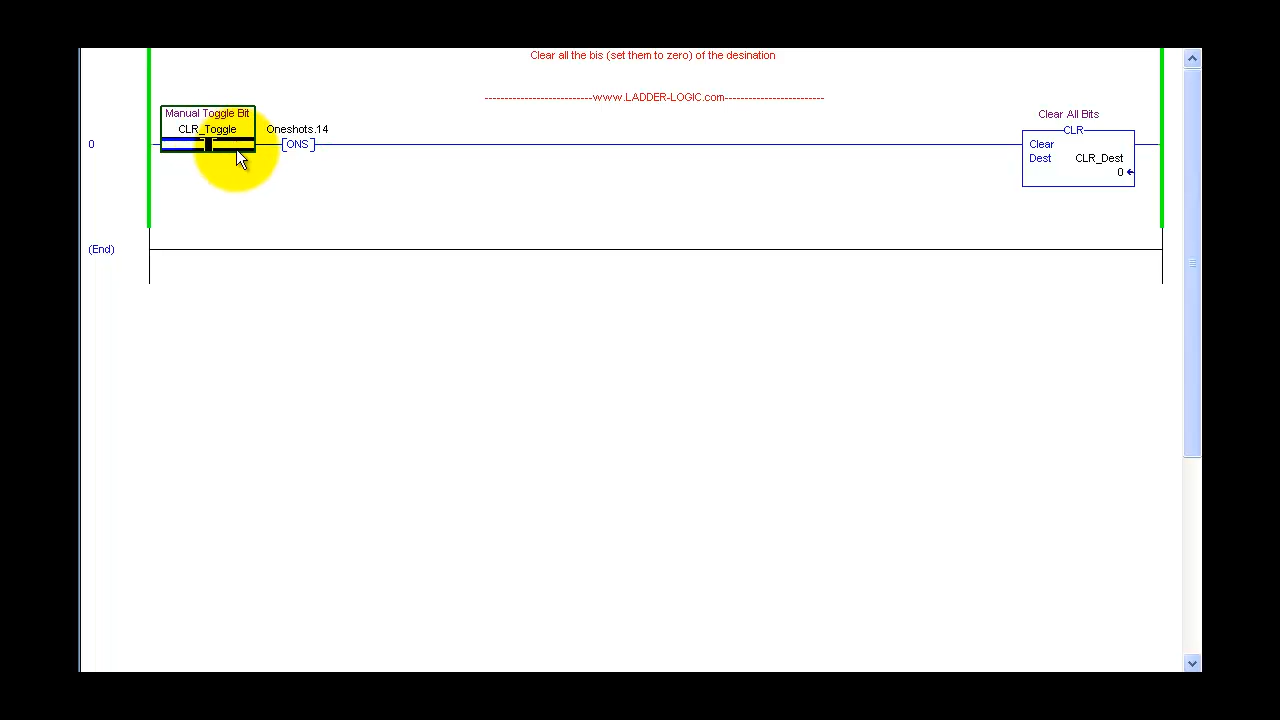 Clear all the bis (set them to zero) of the desination
---------------------------www.LADDER-LOGIC.com-------------------------
Manual Toggle Bit
CLR_Toggle
Oneshots.14
ONS
Clear All Bits
CLR
Clear
Dest CLR_Dest
0
0
(End)